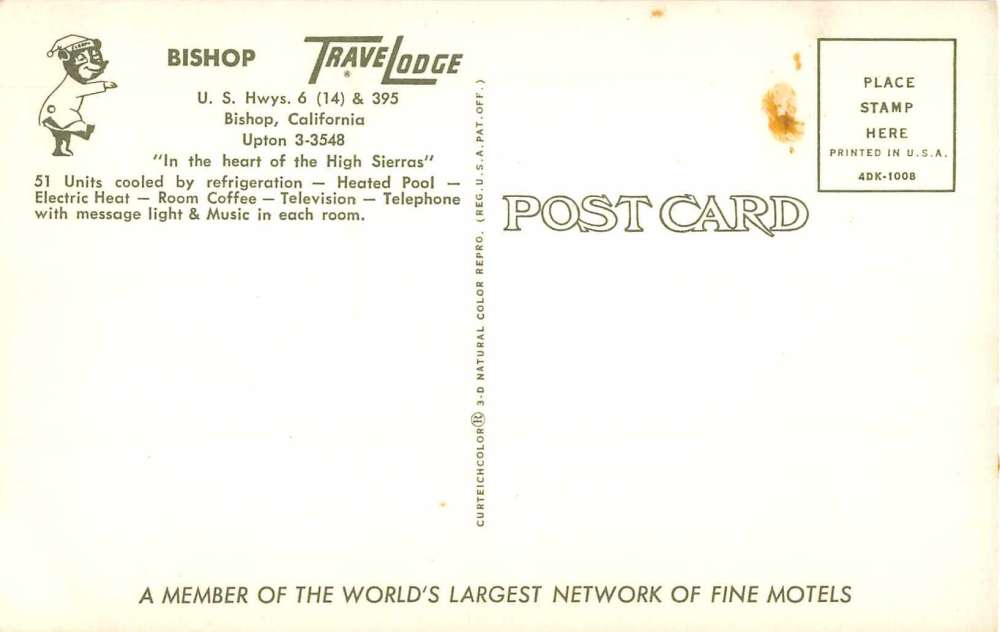 BISHOP TRAVELODGE®
U. S. Hwys. 6 (14) & 395
Bishop, California
Upton 3-3548
"In the heart of the High Sierras"
51 Units cooled by refrigeration — Heated Pool —
Electric Heat — Room Coffee — Television — Telephone
with message light & Music in each room.
CURTEICHCOLOR® 3-D NATURAL COLOR REPRO. (REG. U.S.A. PAT. OFF.)
POST CARD
PLACE
STAMP
HERE
PRINTED IN U.S.A.
4DK-1008
A MEMBER OF THE WORLD'S LARGEST NETWORK OF FINE MOTELS